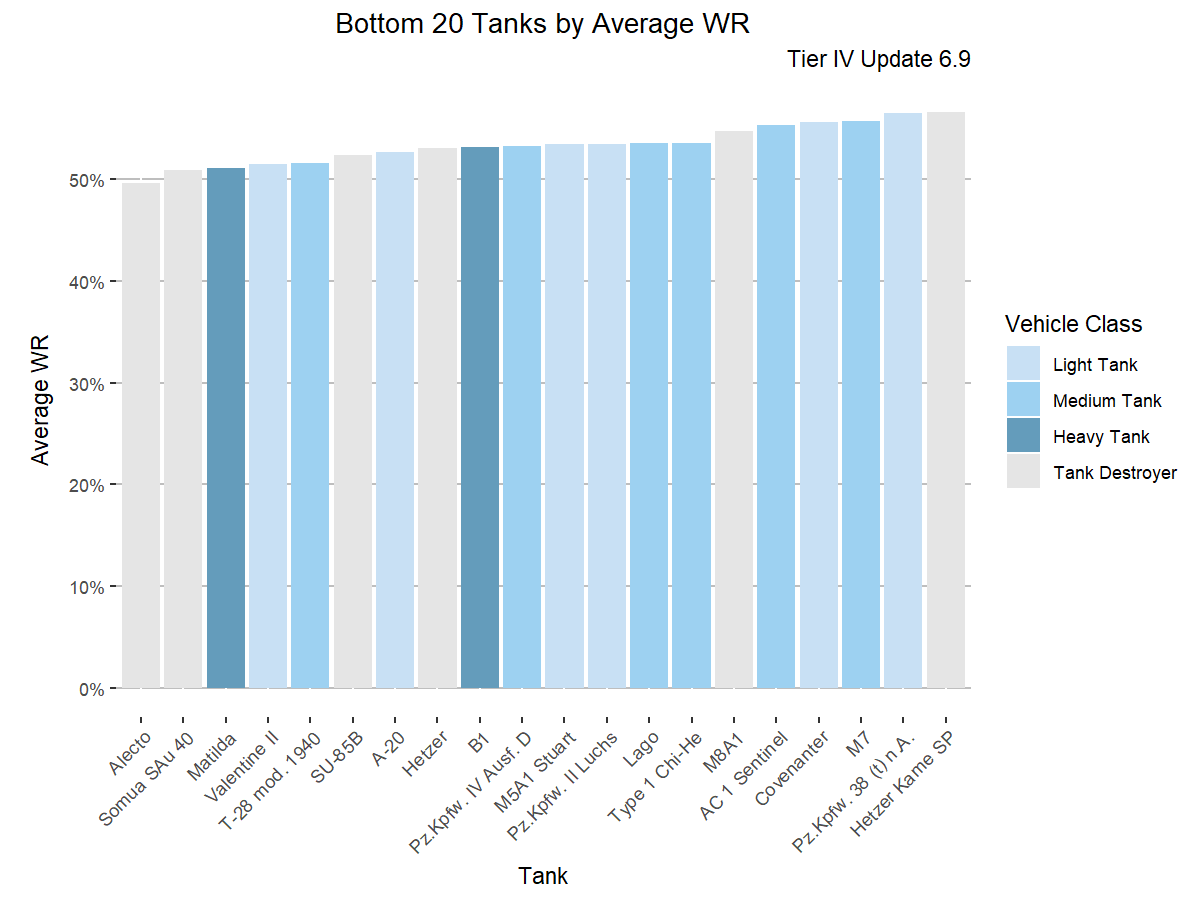 Bottom 20 Tanks by Average WR
Tier IV Update 6.9
50%
40%
30%
20%
10%
0%
Average WR
Alecto
Somua SAu 40
Matilda
Valentine II
T-28 mod. 1940
SU-85B
A-20
Hetzer
B1
Pz.Kpfw. IV Ausf. D
M5A1 Stuart
Pz.Kpfw. II Luchs
Lago
Type 1 Chi-He
M8A1
AC 1 Sentinel
Covenanter
M7
Pz.Kpfw. 38 (t) n.A.
Hetzer Kame SP
Tank
Vehicle Class
Light Tank
Medium Tank
Heavy Tank
Tank Destroyer